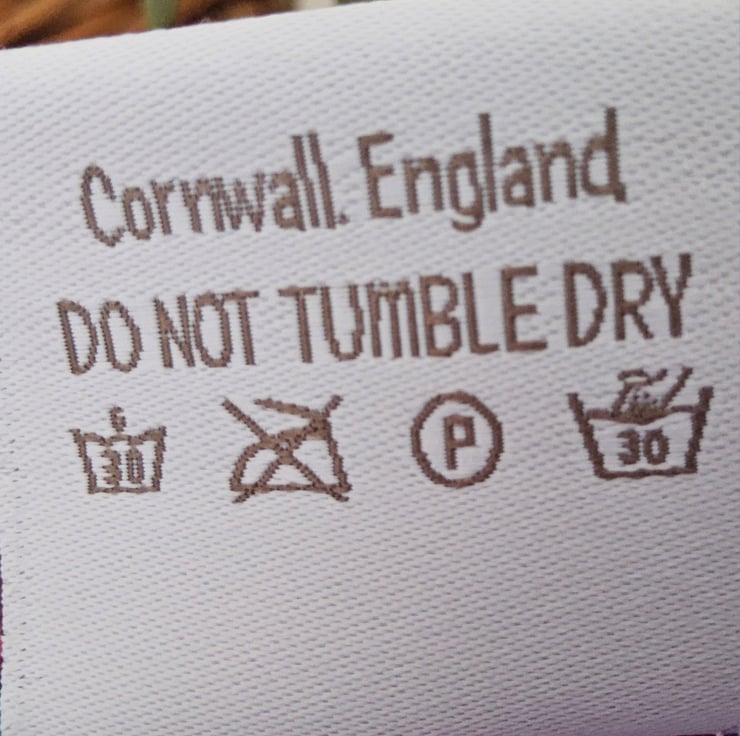 Cornwall. England
DO NOT TUMBLE DRY
G
30 P 30